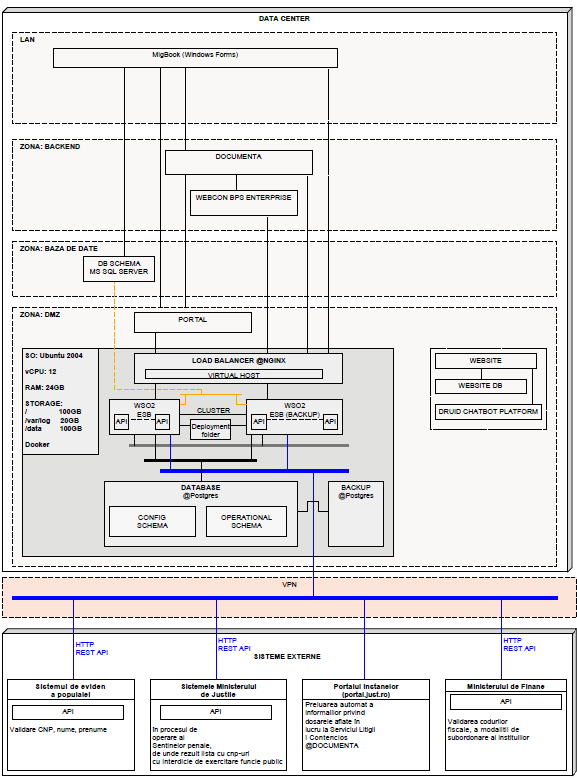 DATA CENTER
LAN
MigBook (Windows Forms)
ZONA: BACKEND
DOCUMENTA
WEBCON BPS ENTERPRISE
ZONA: BAZA DE DATE
DB SCHEMA
MS SQL SERVER
ZONA: DMZ
PORTAL
SO: Ubuntu 2004
vCPU: 12
RAM: 24GB
STORAGE:
/ 100GB
/var/log 20GB
/data 100GB
Docker
LOAD BALANCER @NGINX
VIRTUAL HOST
WSO2
ESB
API
API
CLUSTER
Deployment
folder
WSO2
ESB (BACKUP)
API
API
WEBSITE
WEBSITE DB
DRUID CHATBOT PLATFORM
DATABASE
@Postgres
CONFIG
SCHEMA
OPERATIONAL
SCHEMA
BACKUP
@Postgres
VPN
HTTP
REST API
HTTP
REST API
HTTP
REST API
SISTEME EXTERNE
Sistemul de eviden
a populaiei
API
Validare CNP, nume, prenume
Sistemele Ministerului
de Justiie
API
în procesul de
operare al
Sentinelor penale,
de unde rezult lista cu cnp-uri
cu interdicie de exercitare funcie public
Portalul Instanelor
(portal.just.ro)
Preluarea automat a
informaiilor privind
dosarele aflate în
lucru la Serviciul Litigii
i Contencios
@DOCUMENTA
Ministerului de Finane
API
Validarea codurilor
fiscale, a modalitii de
subordonare al instituiilor